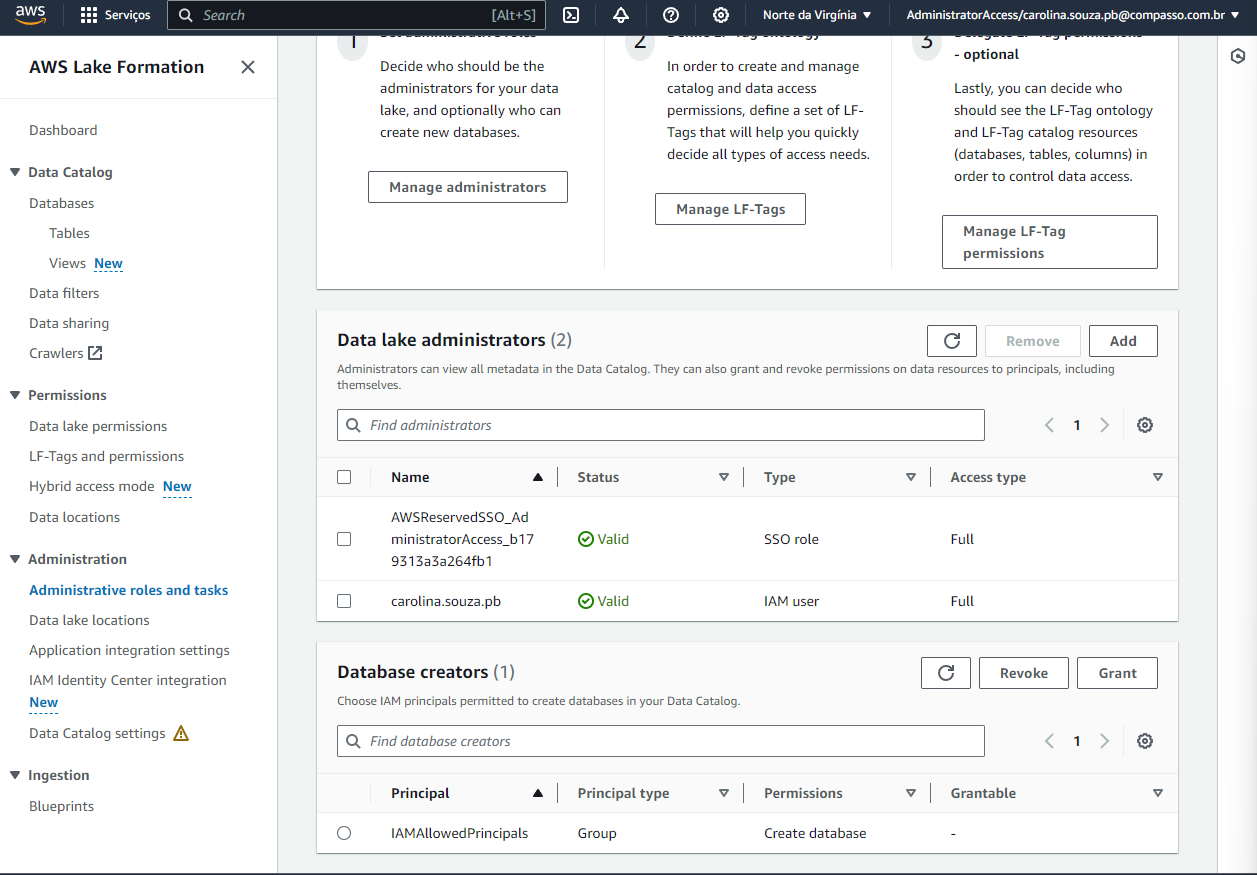 aws
Serviços
Search
[Alt+S]
Norte da Virgínia
AdministratorAccess/carolina.souza.pb@compasso.com.br
AWS Lake Formation
Dashboard
Data Catalog
Databases
Tables
Views New
Data filters
Data sharing
Crawlers
Permissions
Data lake permissions
LF-Tags and permissions
Hybrid access mode New
Data locations
Administration
Administrative roles and tasks
Data lake locations
Application integration settings
IAM Identity Center integration
New
Data Catalog settings
Ingestion
Blueprints
1
Decide who should be the
administrators for your data
lake, and optionally who can
create new databases.
Manage administrators
2
In order to create and manage
catalog and data access
permissions, define a set of LF-
Tags that will help you quickly
decide all types of access needs.
Manage LF-Tags
3
- optional
Lastly, you can decide who
should see the LF-Tag ontology
and LF-Tag catalog resources
(databases, tables, columns) in
order to control data access.
Manage LF-Tag
permissions
Data lake administrators (2)
Remove
Add
Administrators can view all metadata in the Data Catalog. They can also grant and revoke permissions on data resources to principals, including
themselves.
Find administrators
1
Name Status Type Access type
AWSReservedSSO_Ad
ministratorAccess_b17
9313a3a264fb1
Valid SSO role Full
carolina.souza.pb Valid IAM user Full
Database creators (1)
Revoke
Grant
Choose IAM principals permitted to create databases in your Data Catalog.
Find database creators
1
Principal Principal type Permissions Grantable
IAMAllowedPrincipals Group Create database -